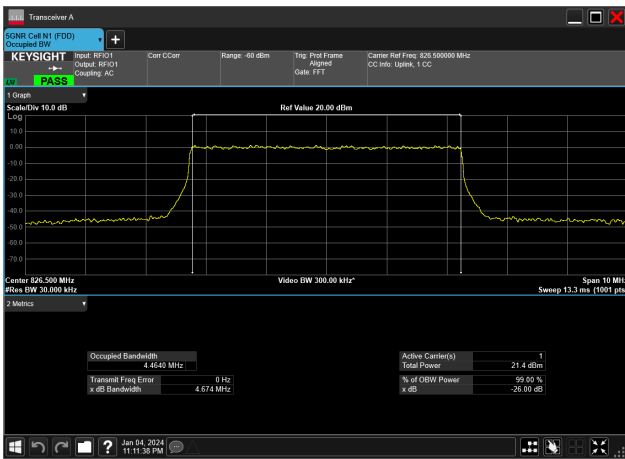 Transceiver A
5GNR Cell N1 (FDD)
Occupied BW
KEYSIGHT
PASS
Input: RFIO1
Output: RFIO1
Coupling: AC
Corr CCorr
Range: -60 dBm
Trig: Prot Frame
Aligned
Gate: FFT
Carrier Ref Freq: 826.500000 MHz
CC Info: Uplink, 1 CC
1 Graph
Scale/Div 10.0 dB
Ref Value 20.00 dBm
Log
10.0
0.00
-10.0
-20.0
-30.0
-40.0
-50.0
-60.0
-70.0
Center 826.500 MHz
Video BW 300.00 kHz*
Span 10 MHz
#Res BW 30.000 kHz
Sweep 13.3 ms (1001 pts
2 Metrics
Occupied Bandwidth
4.4640 MHz
Transmit Freq Error 0 Hz
x dB Bandwidth 4.674 MHz
Active Carrier(s) 1
Total Power 21.4 dBm
% of OBW Power 99.00 %
x dB -26.00 dB
?
Jan 04, 2024
11:11:38 PM